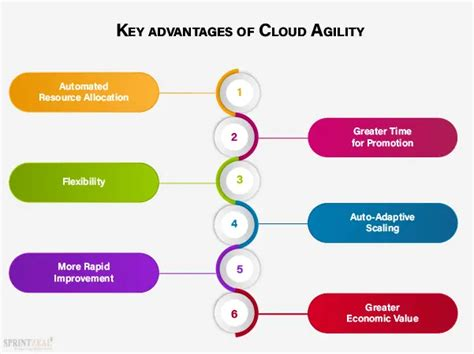 Key advantages of Cloud Agility
Automated
Resource Allocation
1
2
Greater Time
for Promotion
Flexibility
3
4
Auto-Adaptive
Scaling
More Rapid
Improvement
5
6
Greater
Economic Value
SPRINTZEAL